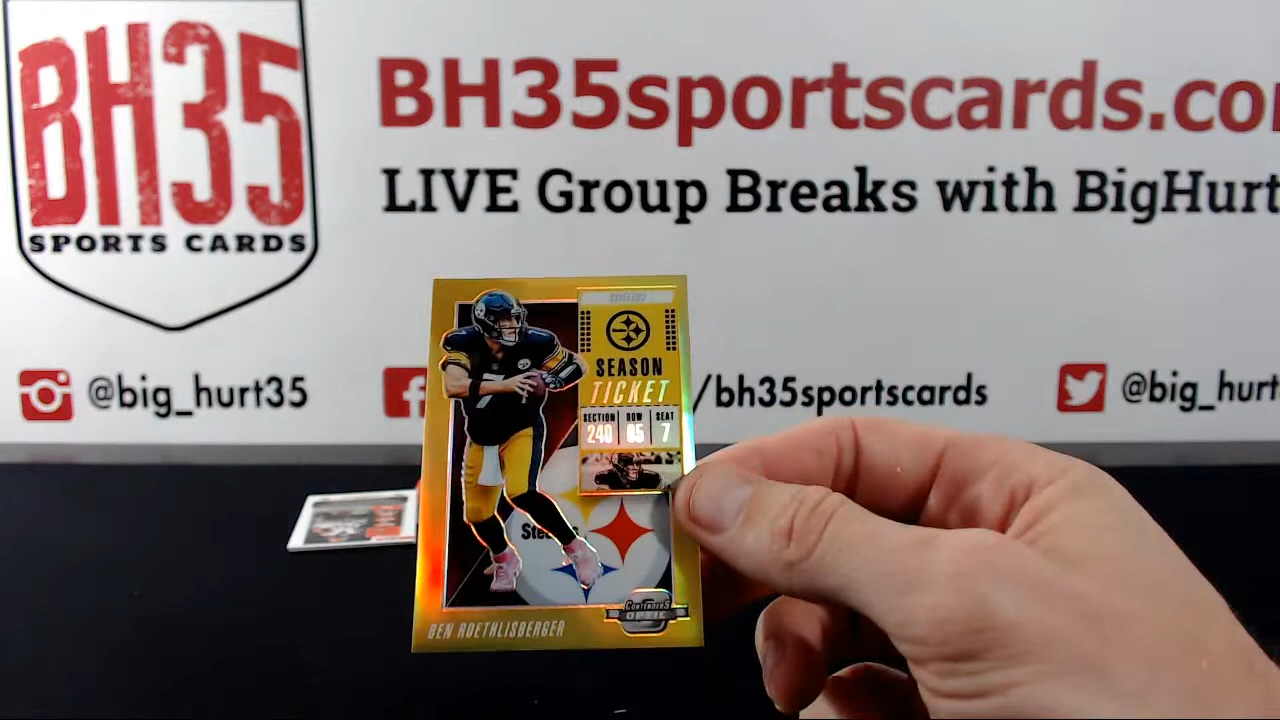 BH35
SPORTS CARDS
BH35sportscards.co
LIVE Group Breaks with BigHurt
@big_hurt35
/bh35sportscards
@big_hurt
SEASON
TICKET
SECTION ROW SEAT
240 85 7
Steelers
CONTENDERS
BEN ROETHLISBERGER